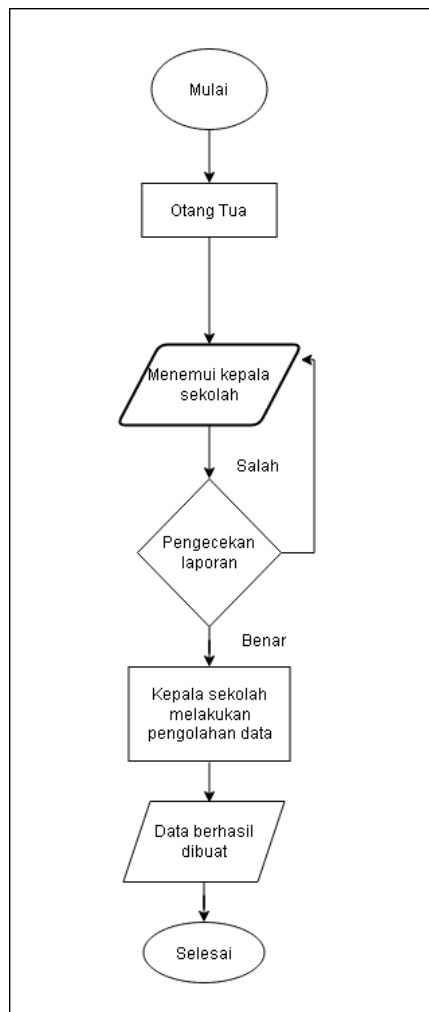 Mulai
Otang Tua
Menemui kepala
sekolah
Salah
Pengecekan
laporan
Benar
Kepala sekolah
melakukan
pengolahan data
Data berhasil
dibuat
Selesai